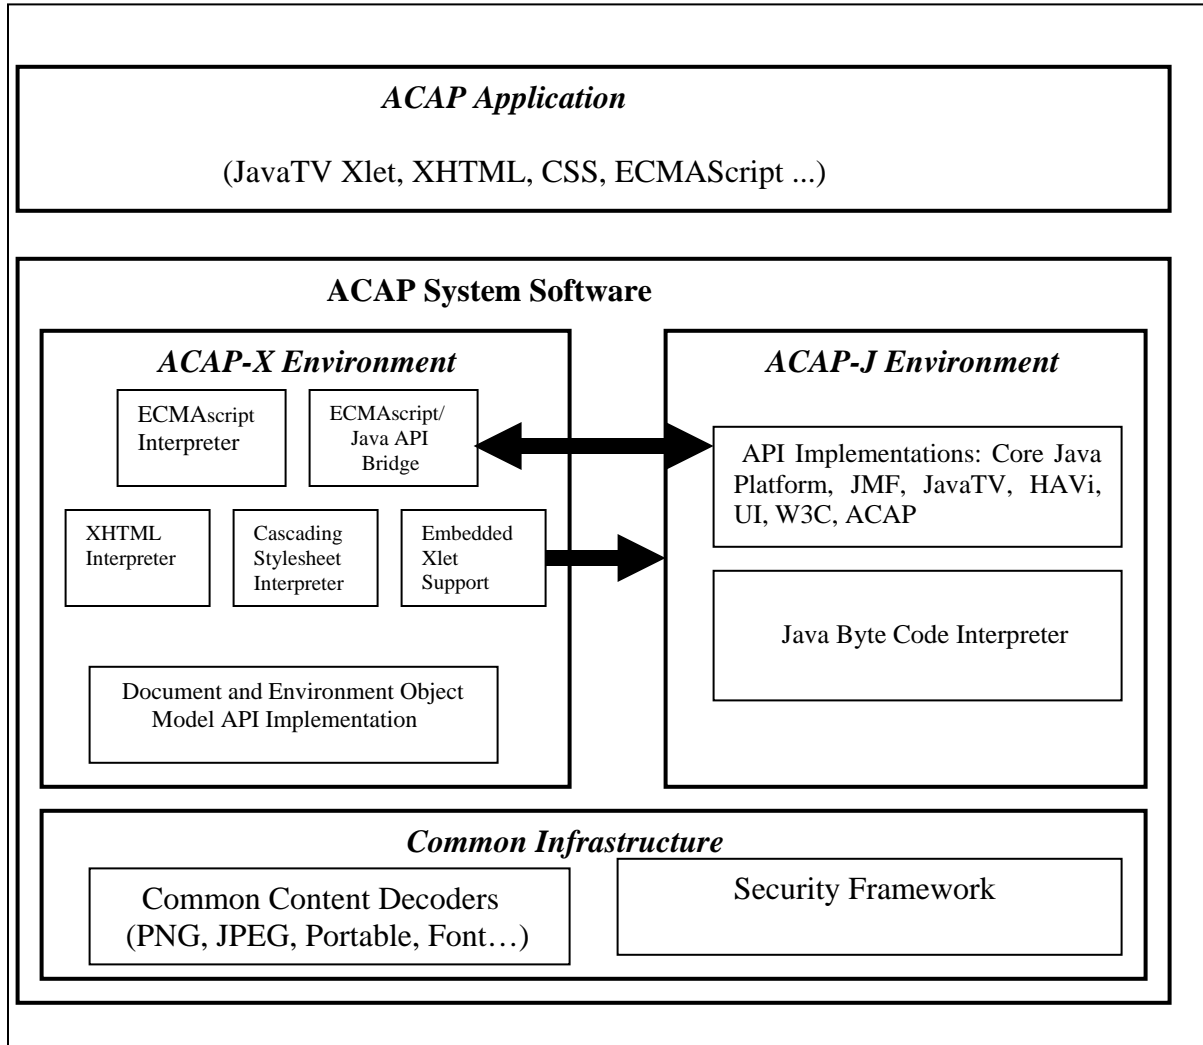 ACAP Application
(JavaTV Xlet, XHTML, CSS, ECMAScript ...)
ACAP System Software
ACAP-X Environment
ECMAscript
Interpreter
ECMAscript/
Java API
Bridge
XHTML
Interpreter
Cascading
Stylesheet
Interpreter
Embedded
Xlet
Support
Document and Environment Object
Model API Implementation
ACAP-J Environment
API Implementations: Core Java
Platform, JMF, JavaTV, HAVi,
UI, W3C, ACAP
Java Byte Code Interpreter
Common Infrastructure
Common Content Decoders
(PNG, JPEG, Portable, Font…)
Security Framework